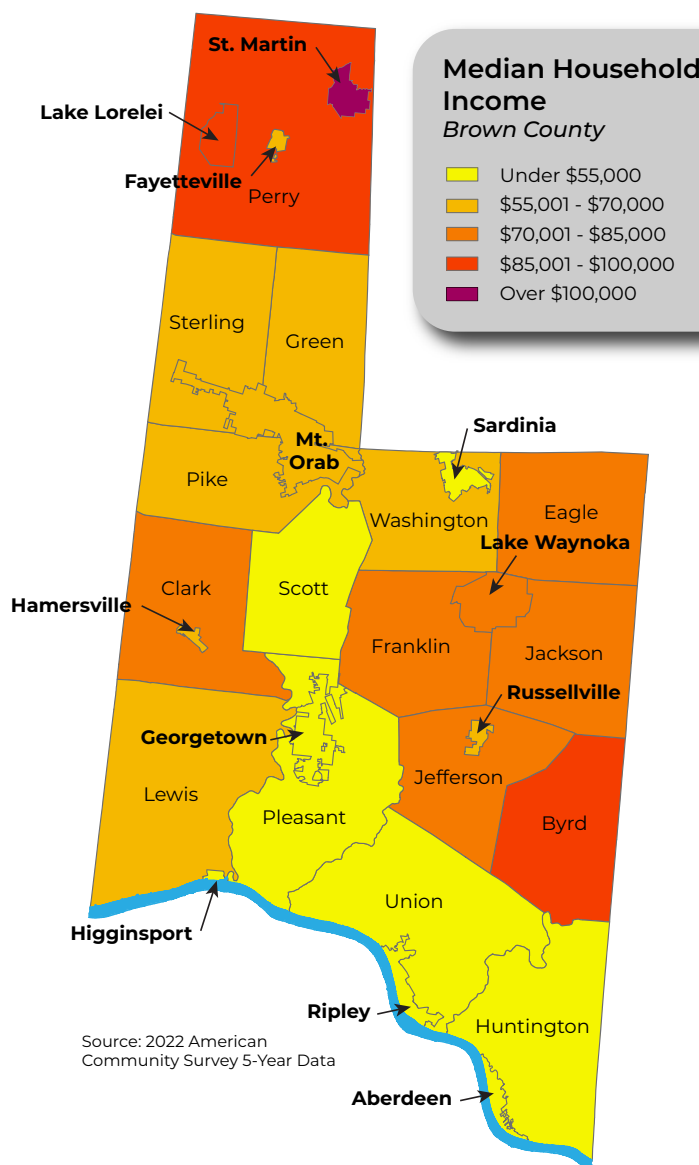 St. Martin
Lake Lorelei
Fayetteville
Perry
Median Household
Income
Brown County
Under $55,000
$55,001 - $70,000
$70,001 - $85,000
$85,001 - $100,000
Over $100,000
Sterling
Green
Mt.
Orab
Sardinia
Pike
Washington
Eagle
Lake Waynoka
Clark
Scott
Hamersville
Franklin
Jackson
Russellville
Georgetown
Jefferson
Lewis
Pleasant
Byrd
Union
Higginsport
Ripley
Huntington
Source: 2022 American
Community Survey 5-Year Data
Aberdeen